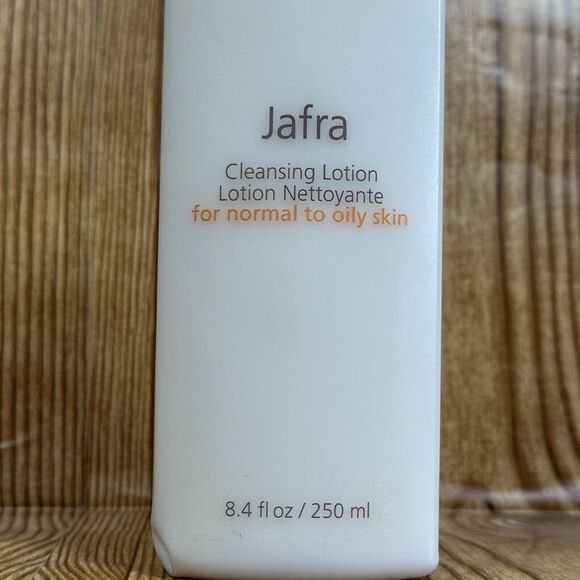 Jafra
Cleansing Lotion
Lotion Nettoyante
for normal to oily skin
8.4 fl oz / 250 ml